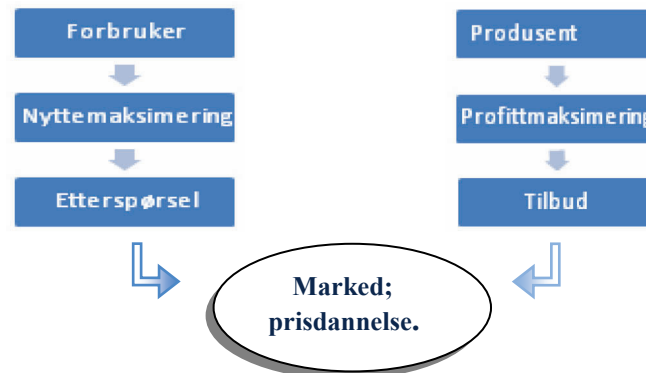 Forbruker
Nyttemaksimering
Etterspørsel
Produsent
Profittmaksimering
Tilbud
Marked;
prisdannelse.